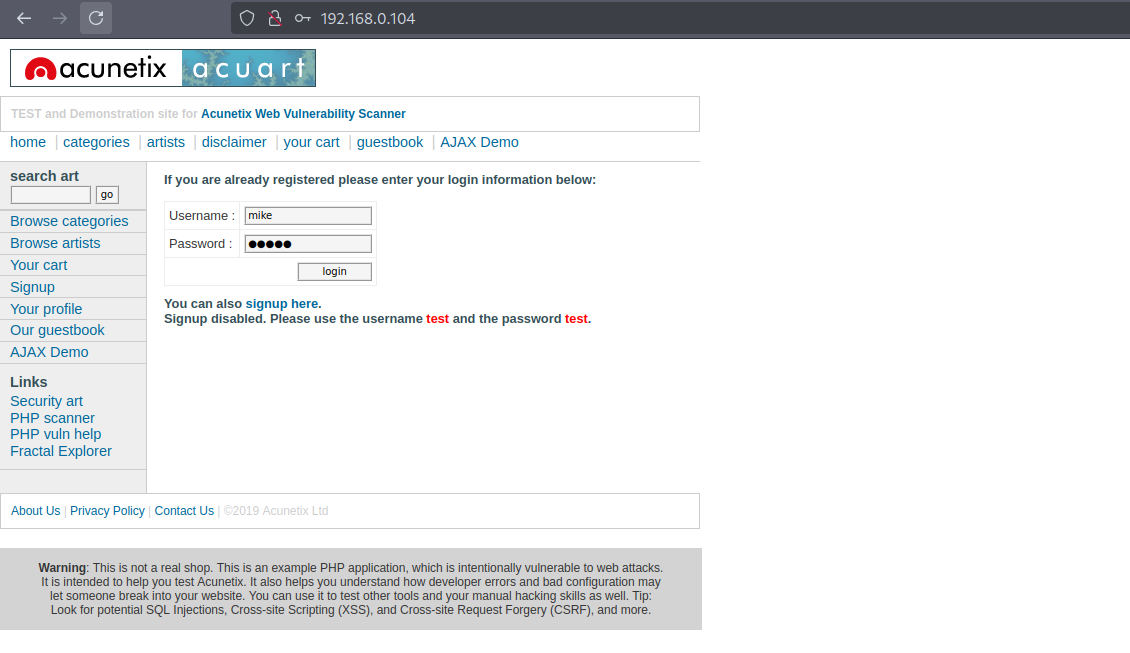 192.168.0.104
acunetix acuart
TEST and Demonstration site for Acunetix Web Vulnerability Scanner
home | categories | artists | disclaimer | your cart | guestbook | AJAX Demo
search art
go
Browse categories
Browse artists
Your cart
Signup
Your profile
Our guestbook
AJAX Demo
Links
Security art
PHP scanner
PHP vuln help
Fractal Explorer
If you are already registered please enter your login information below:
Username : mike
Password : ●●●●●
login
You can also signup here.
Signup disabled. Please use the username test and the password test.
About Us | Privacy Policy | Contact Us | ©2019 Acunetix Ltd
Warning: This is not a real shop. This is an example PHP application, which is intentionally vulnerable to web attacks.
It is intended to help you test Acunetix. It also helps you understand how developer errors and bad configuration may
let someone break into your website. You can use it to test other tools and your manual hacking skills as well. Tip:
Look for potential SQL Injections, Cross-site Scripting (XSS), and Cross-site Request Forgery (CSRF), and more.